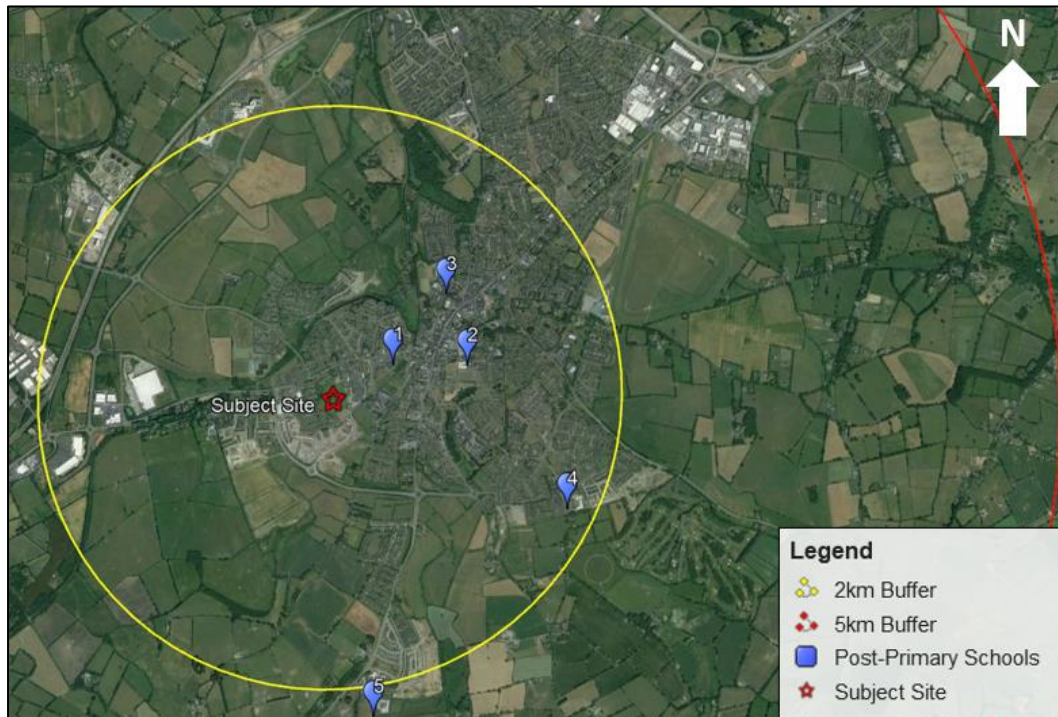 N
3
1
2
Subject Site
4
5
Legend
2km Buffer
5km Buffer
Post-Primary Schools
Subject Site